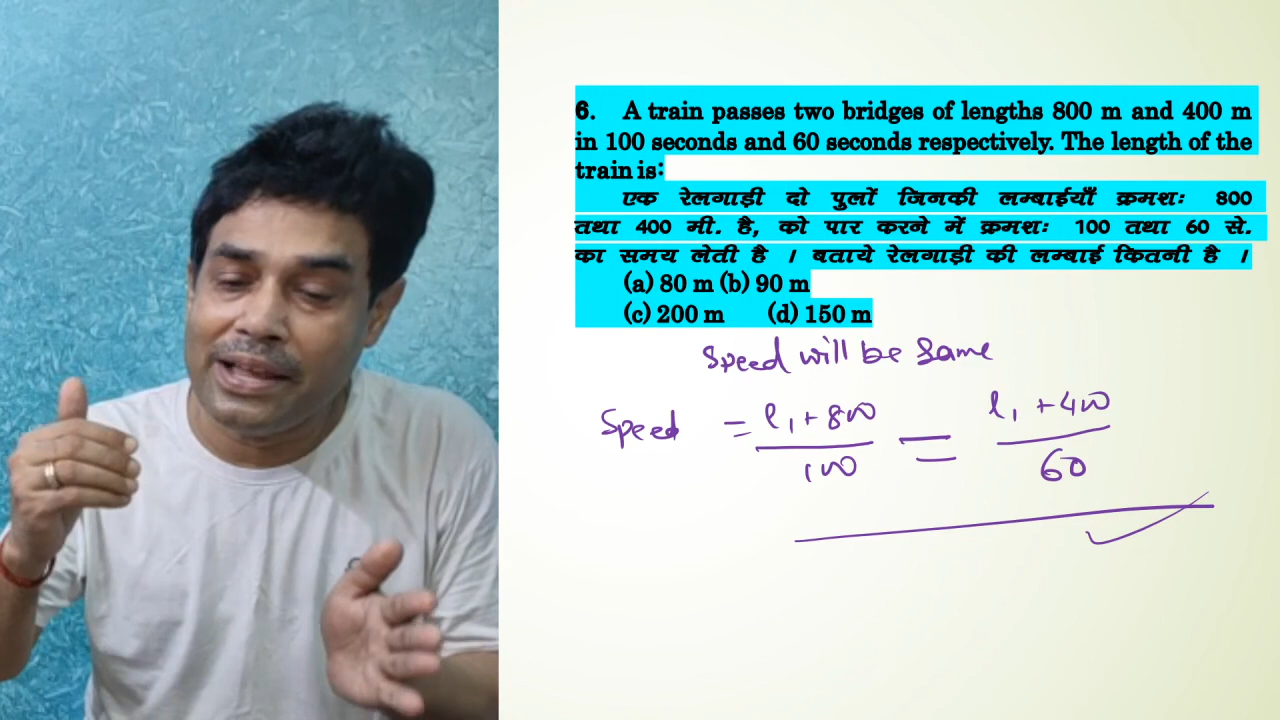 6. A train passes two bridges of lengths 800 m and 400 m
in 100 seconds and 60 seconds respectively. The length of the
train is:
एक रेलगाड़ी दो पुलों जिनकी लम्बाईयाँ क्रमशः 800
तथा 400 मी. है, को पार करने में क्रमशः 100 तथा 60 से.
का समय लेती है । बताये रेलगाड़ी की लम्बाई कितनी है ।
(a) 80 m (b) 90 m
(c) 200 m (d) 150 m
Speed will be same
Speed = l₁ + 800 / 100 = l₁ + 400 / 60